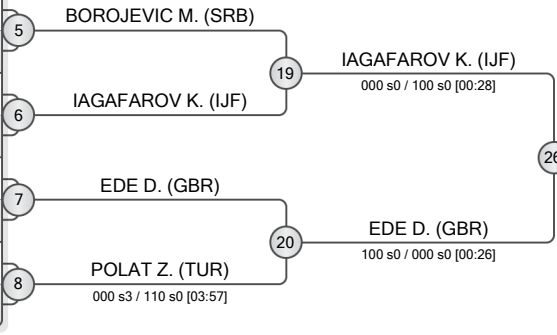 BOROJEVIC M. (SRB)
5
19
IAGAFAROV K. (IJF)
000 s0 / 100 s0 [00:28]
IAGAFAROV K. (IJF)
6
26
EDE D. (GBR)
7
20
EDE D. (GBR)
100 s0 / 000 s0 [00:26]
POLAT Z. (TUR)
8
000 s3 / 110 s0 [03:57]